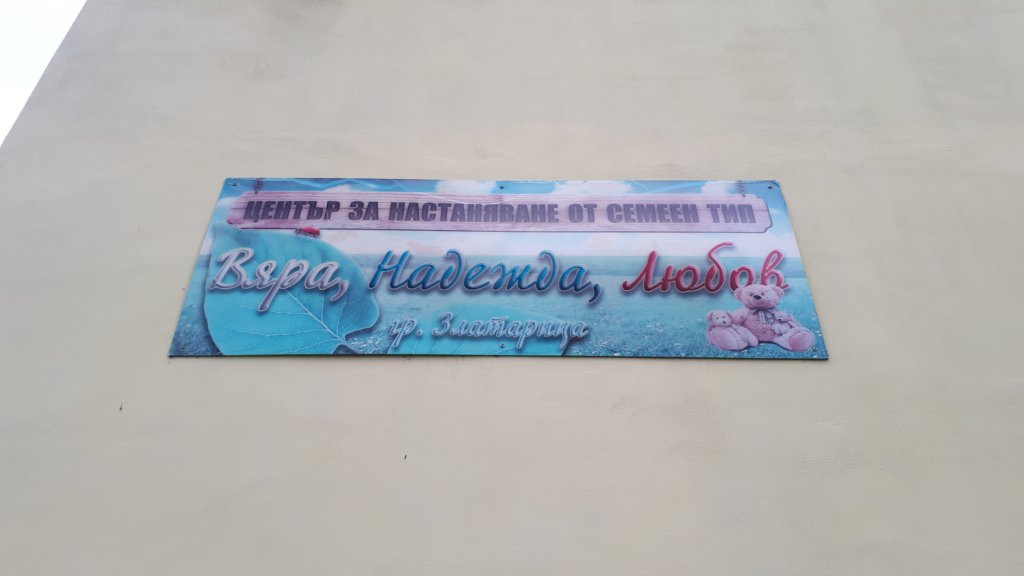 ЦЕНТЪР ЗА НАСТАНЯВАНЕ ОТ СЕМЕЕН ТИП
Вяра, Надежда, Любов
гр. Златарица